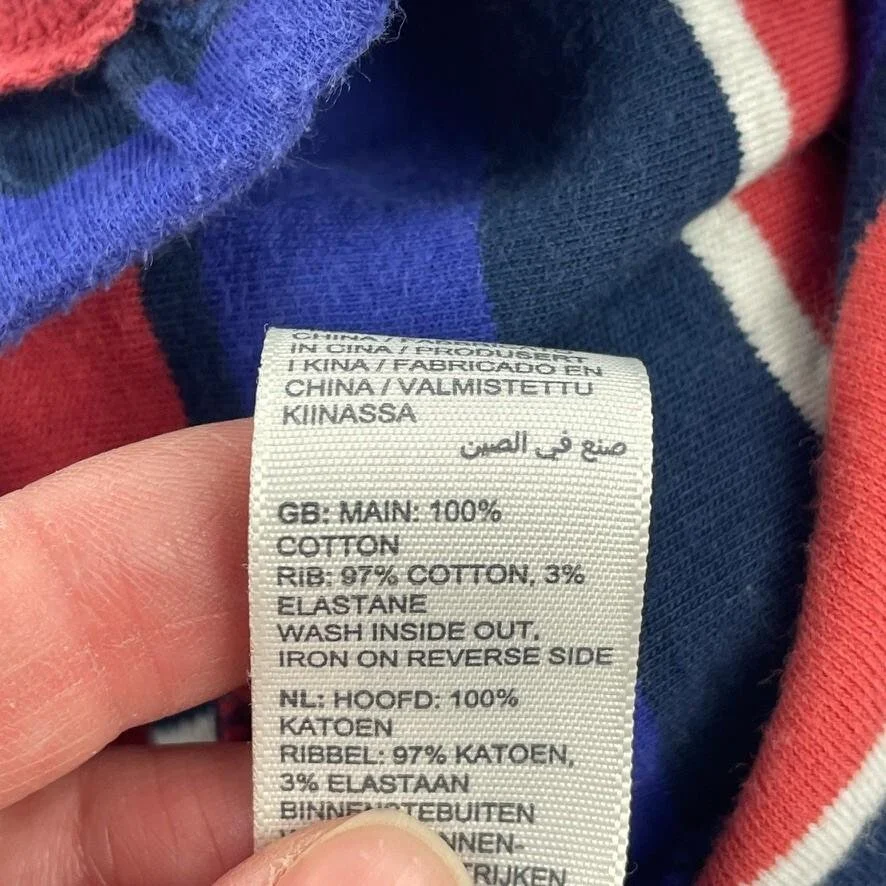 CHINA / FABRICADO
IN CINA / PRODUSERT
I KINA / FABRICADO EN
CHINA / VALMISTETTU
KIINASSA
صنع في الصين
GB: MAIN: 100%
COTTON
RIB: 97% COTTON, 3%
ELASTANE
WASH INSIDE OUT,
IRON ON REVERSE SIDE
NL: HOOFD: 100%
KATOEN
RIBBEL: 97% KATOEN,
3% ELASTAAN
BINNENSTEBUITEN